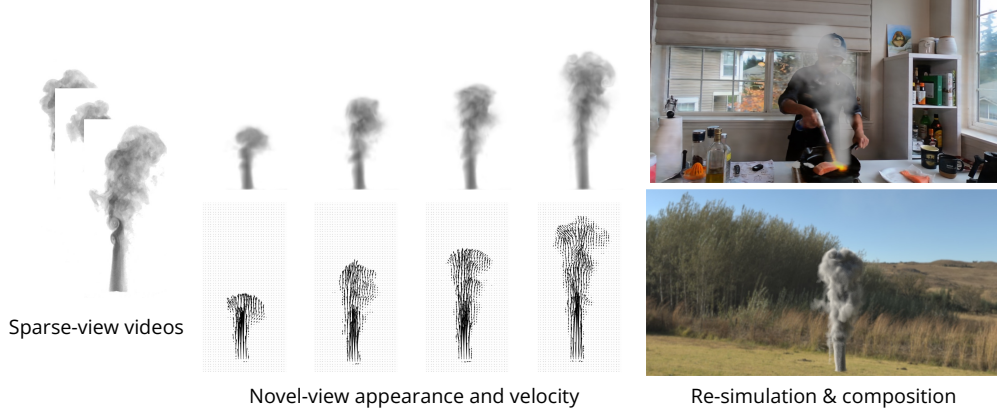 Sparse-view videos
Novel-view appearance and velocity
Re-simulation & composition